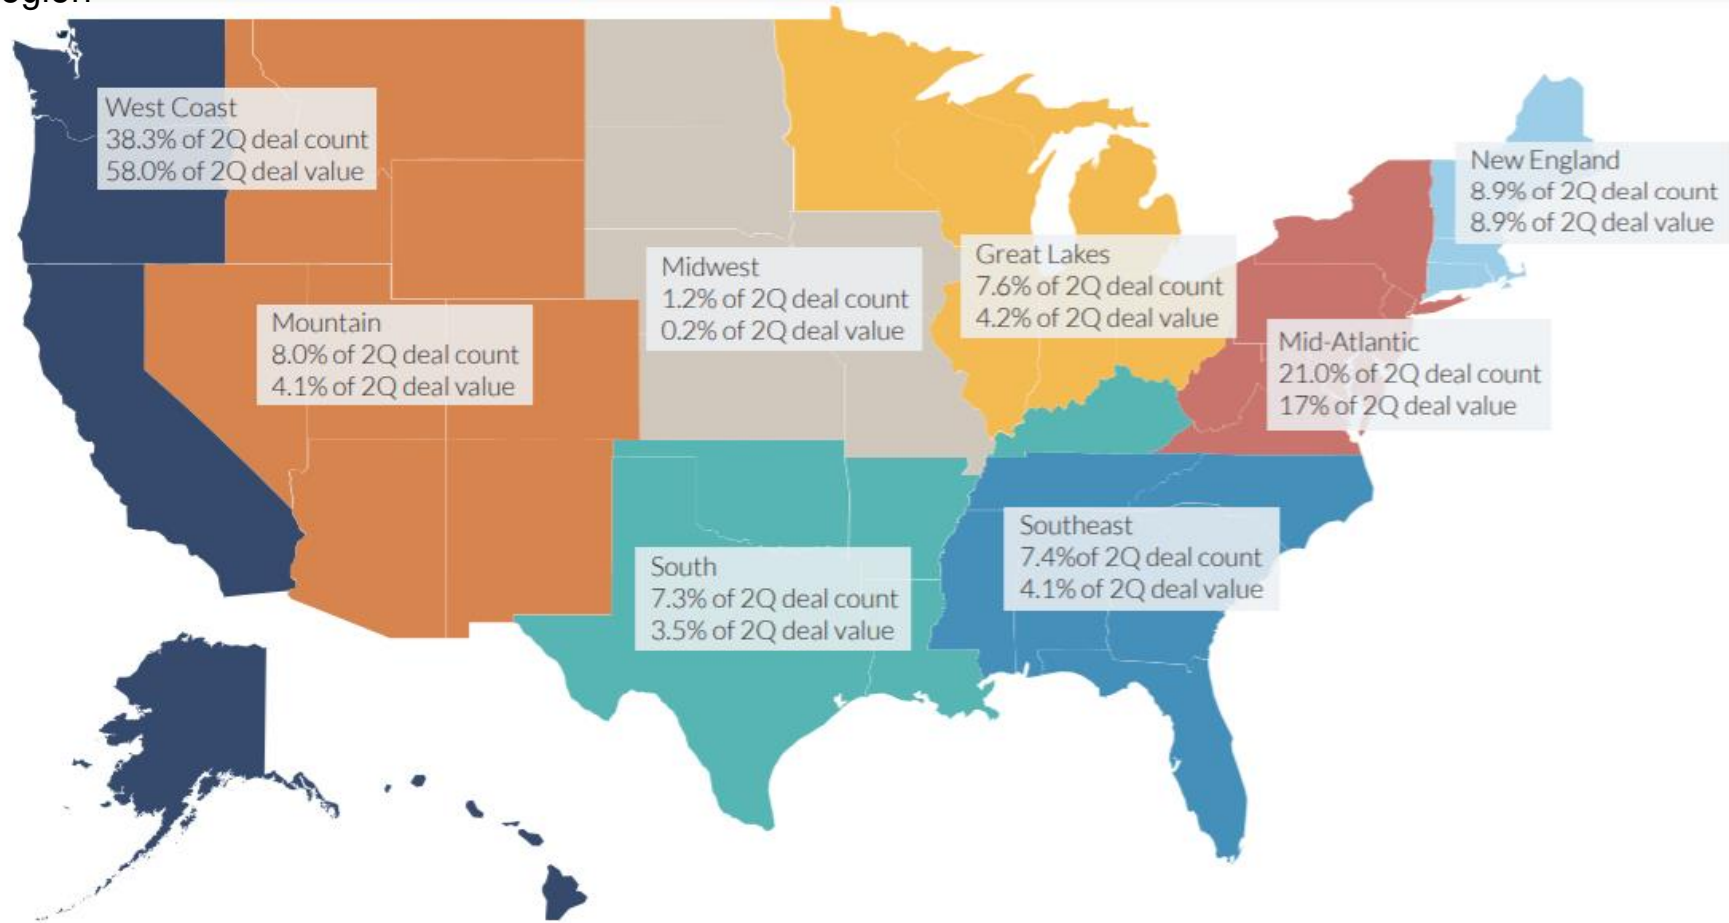 West Coast
38.3% of 2Q deal count
58.0% of 2Q deal value
New England
8.9% of 2Q deal count
8.9% of 2Q deal value
Midwest
1.2% of 2Q deal count
0.2% of 2Q deal value
Great Lakes
7.6% of 2Q deal count
4.2% of 2Q deal value
Mountain
8.0% of 2Q deal count
4.1% of 2Q deal value
Mid-Atlantic
21.0% of 2Q deal count
17% of 2Q deal value
South
7.3% of 2Q deal count
3.5% of 2Q deal value
Southeast
7.4%of 2Q deal count
4.1% of 2Q deal value